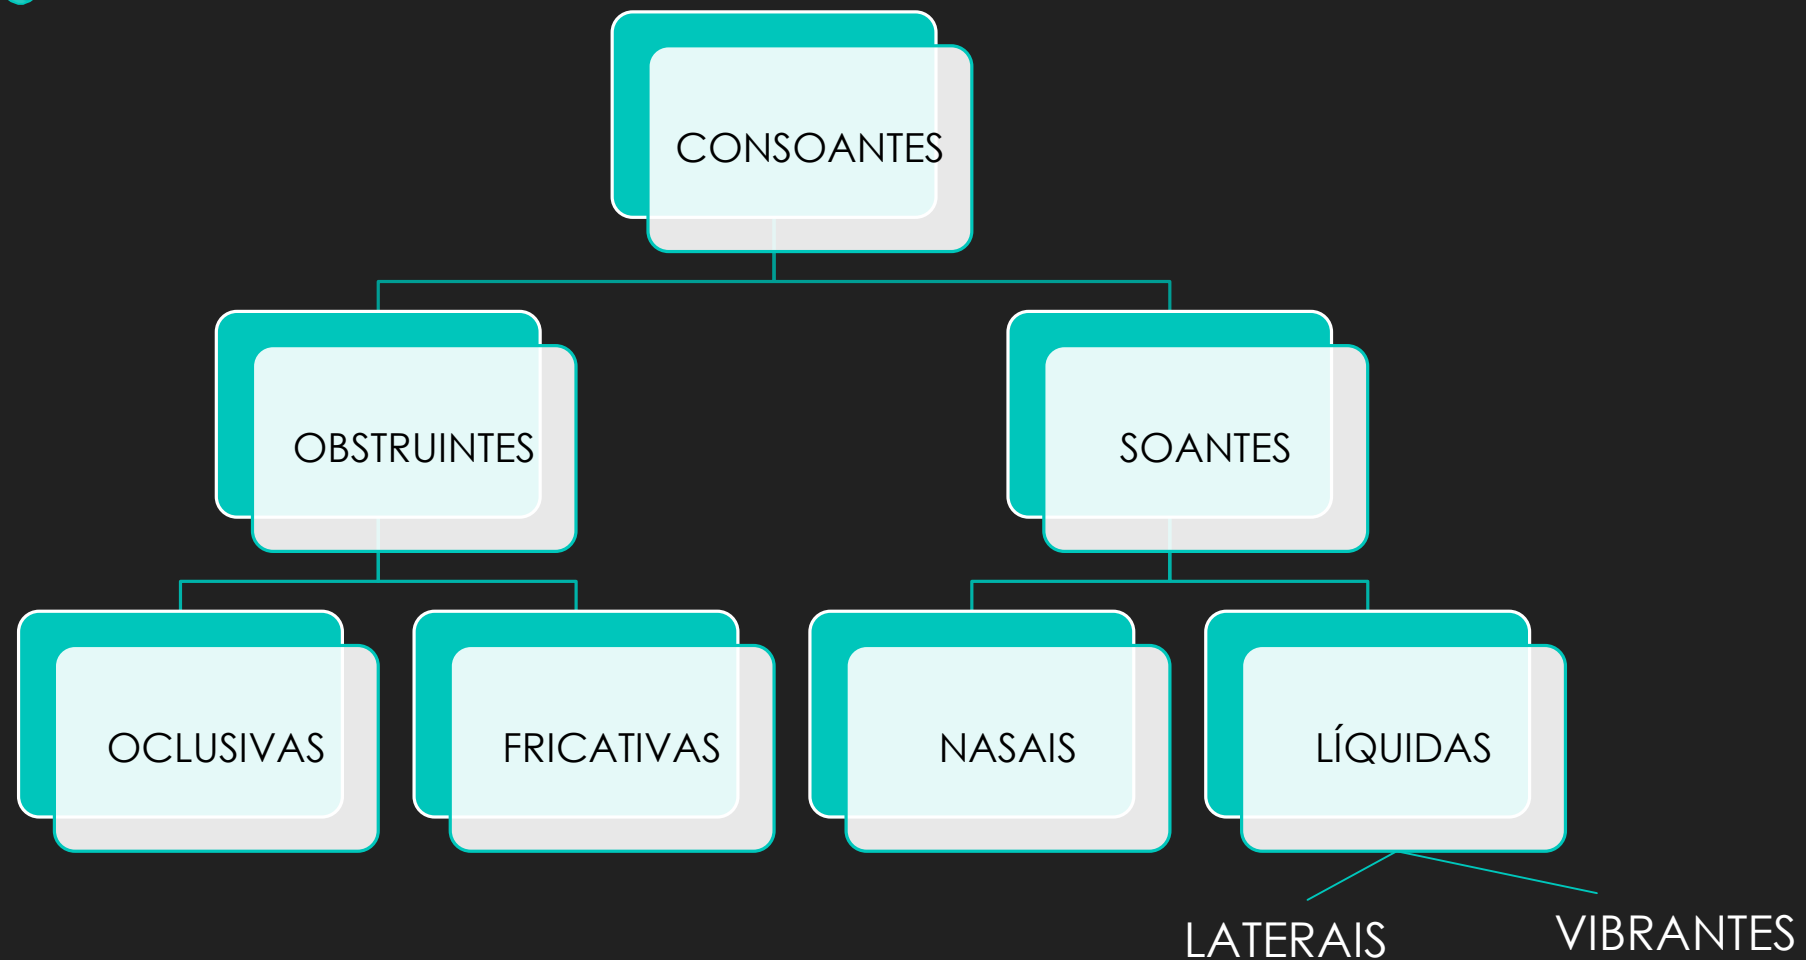 CONSOANTES
OBSTRUINTES
SOANTES
OCLUSIVAS
FRICATIVAS
NASAIS
LÍQUIDAS
LATERAIS
VIBRANTES